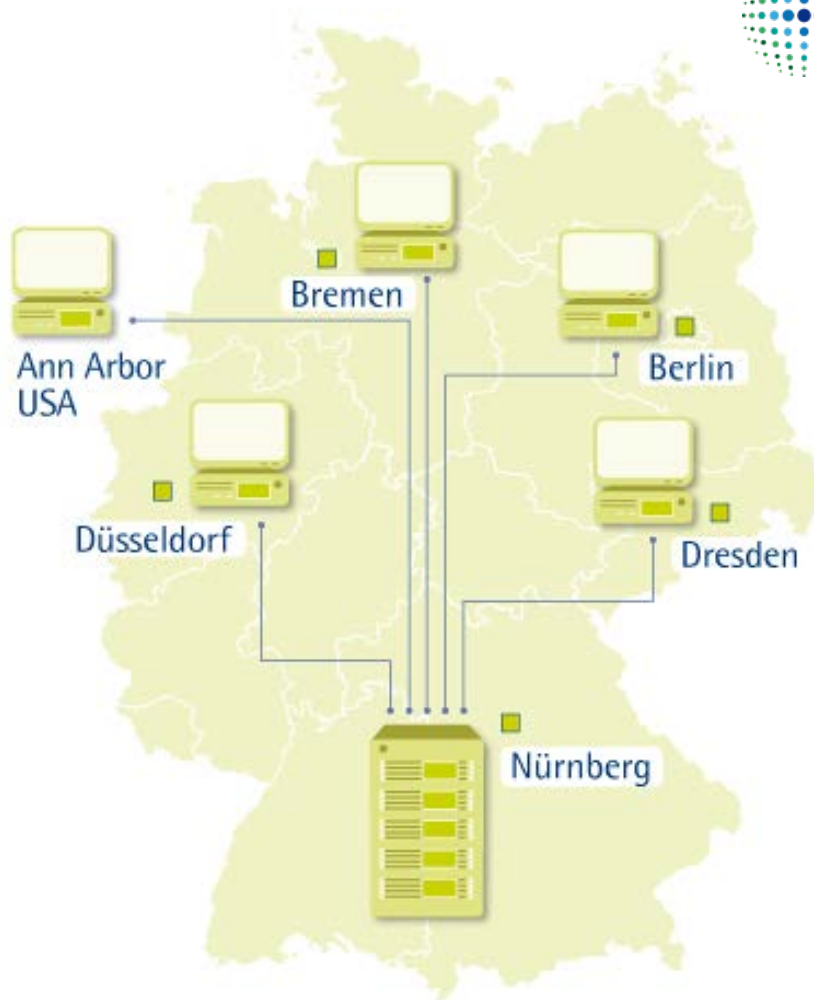 Bremen
Ann Arbor
USA
Berlin
Düsseldorf
Dresden
Nürnberg